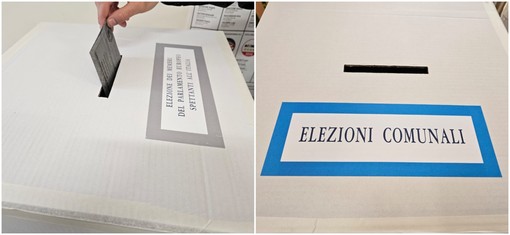 ELEZIONE DEI MEMBRI
DEL PARLAMENTO EUROPEO
SPETTANTI ALL'ITALIA
ELEZIONI COMUNALI